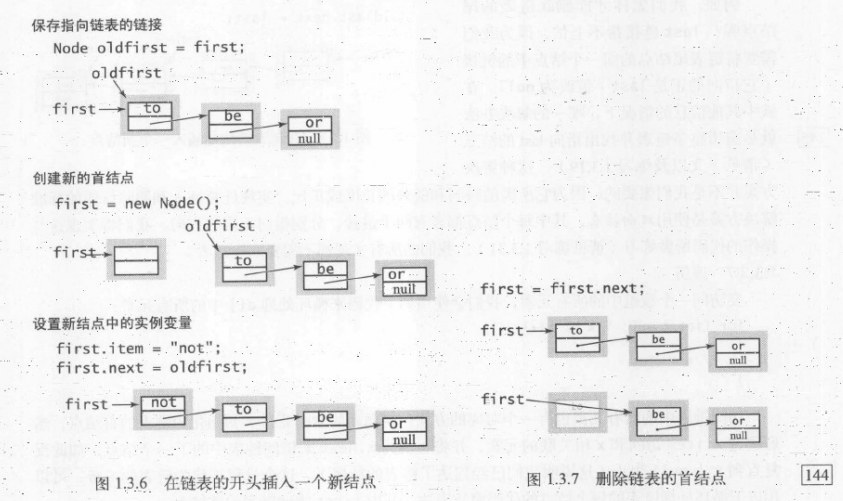 保存指向链表的链接
Node oldfirst = first;
oldfirst
first
to
be
or
null
创建新的首结点
first = new Node();
oldfirst
first
to
be
or
null
设置新结点中的实例变量
first.item = "not";
first.next = oldfirst;
first
not
to
be
or
null
图 1.3.6 在链表的开头插入一个新结点
first = first.next;
first
to
be
or
null
first
to
be
or
null
图 1.3.7 删除链表的首结点
144